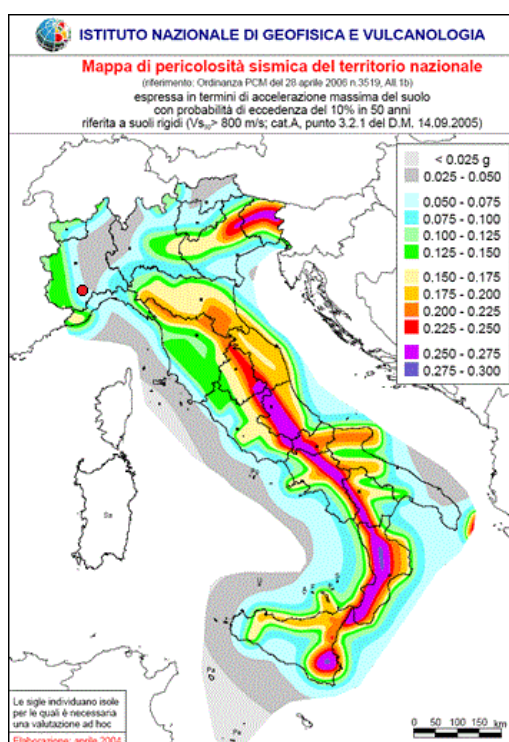 ISTITUTO NAZIONALE DI GEOFISICA E VULCANOLOGIA
Mappa di pericolosità sismica del territorio nazionale
(riferimento: Ordinanza PCM del 28 aprile 2006 n.3519, All.1b)
espressa in termini di accelerazione massima del suolo
con probabilità di eccedenza del 10% in 50 anni
riferita a suoli rigidi (Vs30> 800 m/s; cat.A, punto 3.2.1 del D.M. 14.09.2005)
< 0.025 g
0.025 - 0.050
0.050 - 0.075
0.075 - 0.100
0.100 - 0.125
0.125 - 0.150
0.150 - 0.175
0.175 - 0.200
0.200 - 0.225
0.225 - 0.250
0.250 - 0.275
0.275 - 0.300
Sa
U
Pa
Pe
Le sigle individuano isole
per le quali è necessaria
una valutazione ad hoc
Elaborazione: aprile 2004
km
0 50 100 150